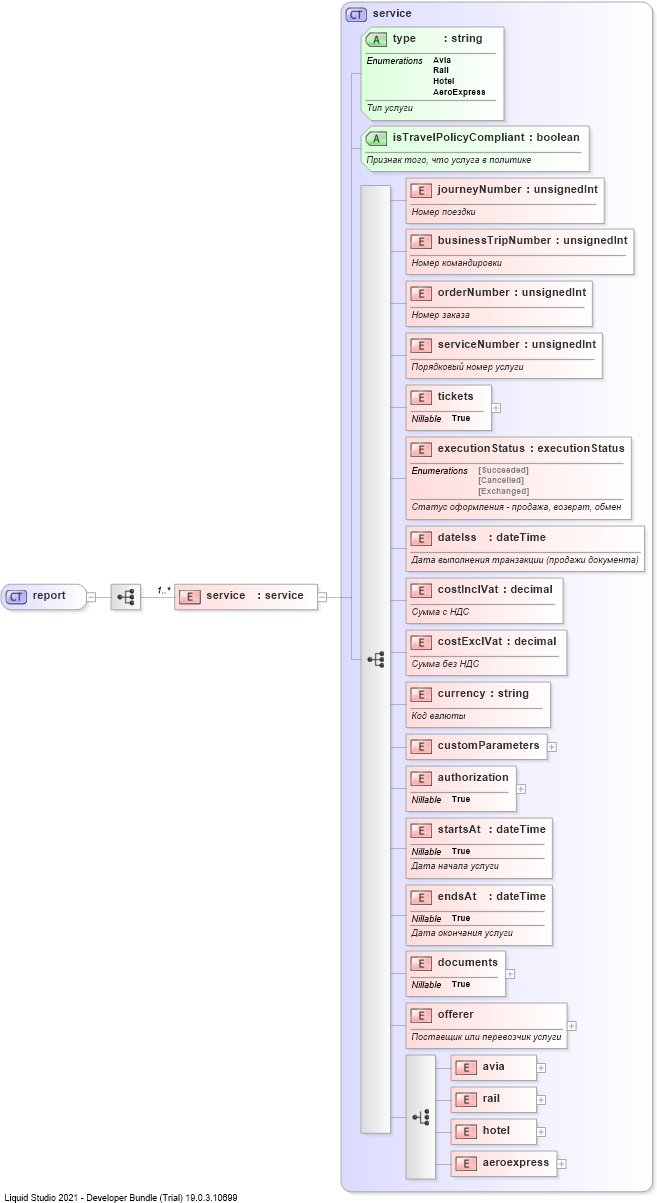 CT service
A type : string
Enumerations Avia
Rail
Hotel
AeroExpress
Тип услуги
A isTravelPolicyCompliant : boolean
Признак того, что услуга в политике
E journeyNumber : unsignedInt
Номер поездки
E businessTripNumber : unsignedInt
Номер командировки
E orderNumber : unsignedInt
Номер заказа
E serviceNumber : unsignedInt
Порядковый номер услуги
E tickets
Nillable True
E executionStatus : executionStatus
Enumerations [Succeeded]
[Cancelled]
[Exchanged]
Статус оформления - продажа, возврат, обмен
E dateIss : dateTime
Дата выполнения транзакции (продажи документа)
CT report
1..*
E service : service
E costInclVat : decimal
Сумма с НДС
E costExclVat : decimal
Сумма без НДС
E currency : string
Код валюты
E customParameters
E authorization
Nillable True
E startsAt : dateTime
Nillable True
Дата начала услуги
E endsAt : dateTime
Nillable True
Дата окончания услуги
E documents
Nillable True
E offerer
Поставщик или перевозчик услуги
E avia
E rail
E hotel
E aeroexpress
Liquid Studio 2021 - Developer Bundle (Trial) 19.0.3.10699